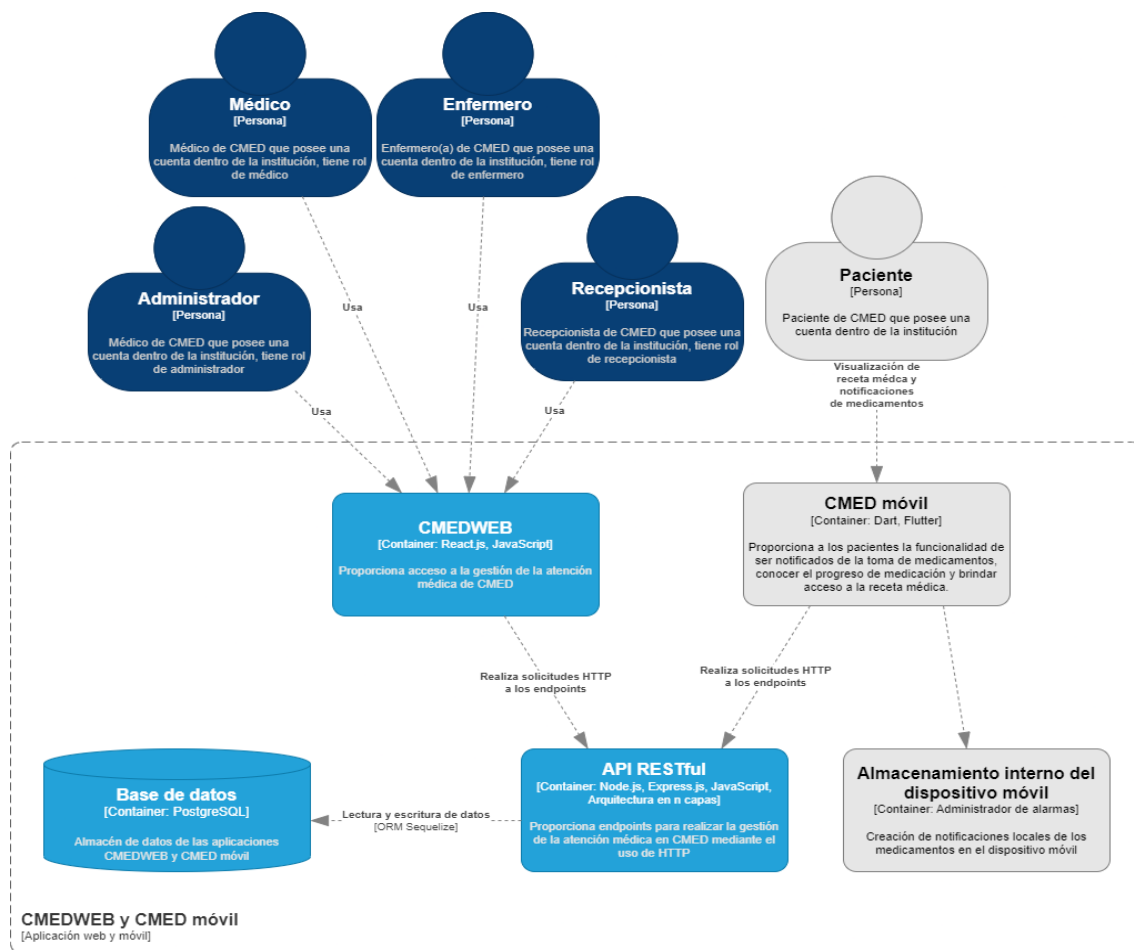 Médico
[Persona]
Médico de CMED que posee una
cuenta dentro de la institución, tiene rol
de médico
Enfermero
[Persona]
Enfermero(a) de CMED que posee una
cuenta dentro de la institución, tiene rol
de enfermero
Administrador
[Persona]
Médico de CMED que posee una
cuenta dentro de la institución, tiene rol
de administrador
Recepcionista
[Persona]
Recepcionista de CMED que posee una
cuenta dentro de la institución, tiene rol
de recepcionista
Paciente
[Persona]
Paciente de CMED que posee una
cuenta dentro de la institución
Usa
Usa
Usa
Usa
Visualización de
receta médca y
notificaciones
de medicamentos
CMEDWEB
[Container: React.js, JavaScript]
Proporciona acceso a la gestión de la atención
médica de CMED
CMED móvil
[Container: Dart, Flutter]
Proporciona a los pacientes la funcionalidad de
ser notificados de la toma de medicamentos,
conocer el progreso de medicación y brindar
acceso a la receta médica.
Realiza solicitudes HTTP
a los endpoints
Realiza solicitudes HTTP
a los endpoints
Base de datos
[Container: PostgreSQL]
Almacén de datos de las aplicaciones
CMEDWEB y CMED móvil
Lectura y escritura de datos
[ORM Sequelize]
API RESTful
[Container: Node.js, Express.js, JavaScript,
Arquitectura en n capas]
Proporciona endpoints para realizar la gestión
de la atención médica en CMED mediante el
uso de HTTP
Almacenamiento interno del
dispositivo móvil
[Container: Administrador de alarmas]
Creación de notificaciones locales de los
medicamentos en el dispositivo móvil
CMEDWEB y CMED móvil
[Aplicación web y móvil]